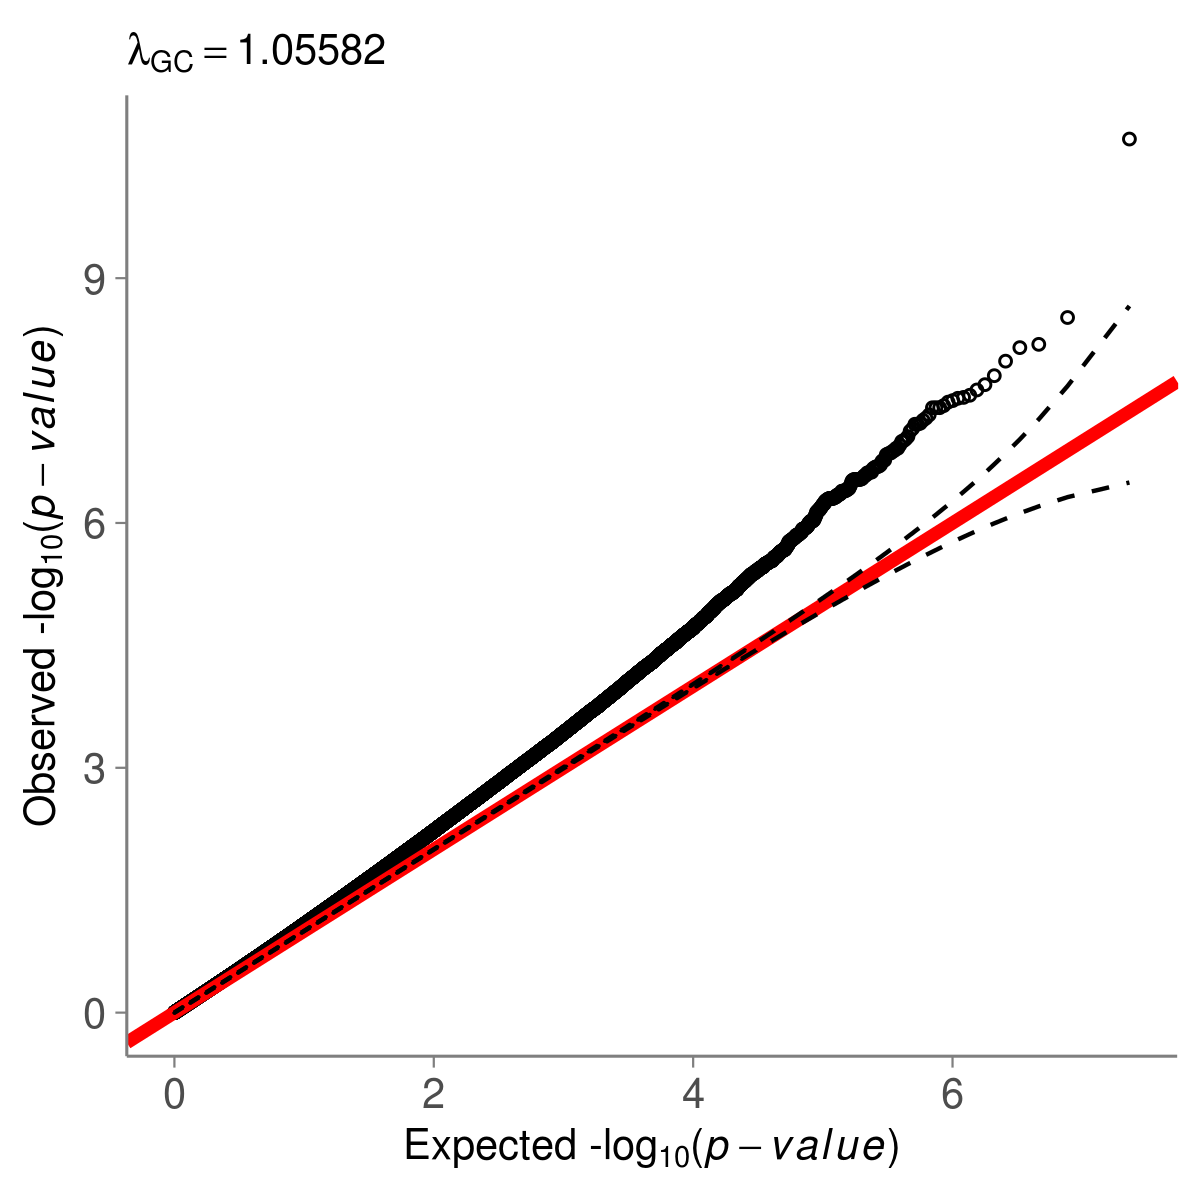 λGC = 1.05582
9
6
3
0
Observed -log10(p − value)
0 2 4 6
Expected -log10(p − value)